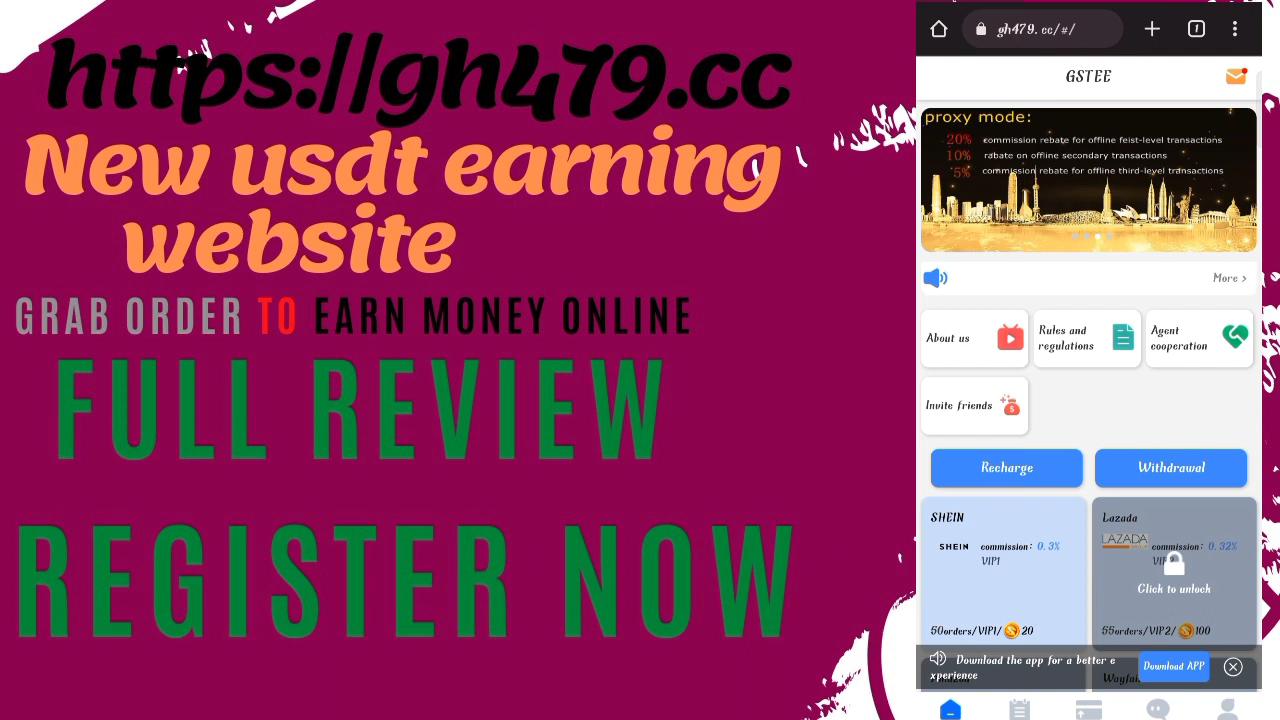 https://gh479.cc
New usdt earning
website
GRAB ORDER TO EARN MONEY ONLINE
FULL REVIEW
REGISTER NOW
gh479. cc/#/
1
GSTEE
proxy mode:
20% commission rebate for offline feist-level transactions
10% rabate on offline secondary transactions
5% commission rebate for offline third-level transactions
More >
About us
Rules and
regulations
Agent
cooperation
Invite friends
Recharge
Withdrawal
SHEIN
SHEIN commission: 0.3%
VIP1
50orders/VIP1/ 20
Lazada
LAZADA commission: 0.32%
VIP2
Click to unlock
55orders/VIP2/ 100
Download the app for a better e
xperience
Download APP